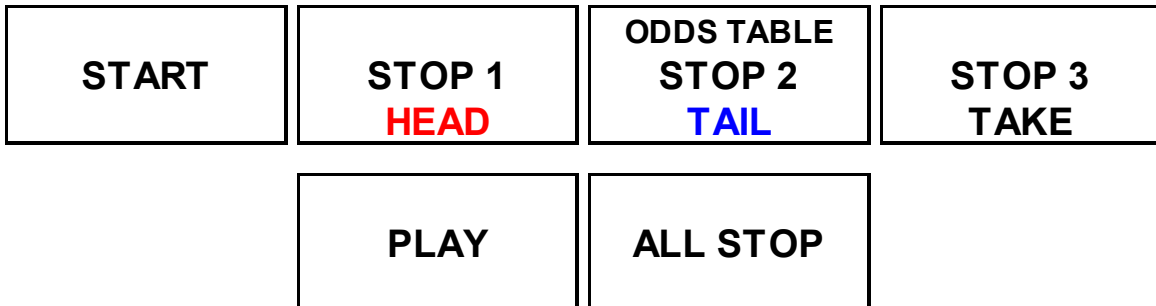 START
STOP 1
HEAD
ODDS TABLE
STOP 2
TAIL
STOP 3
TAKE
PLAY
ALL STOP